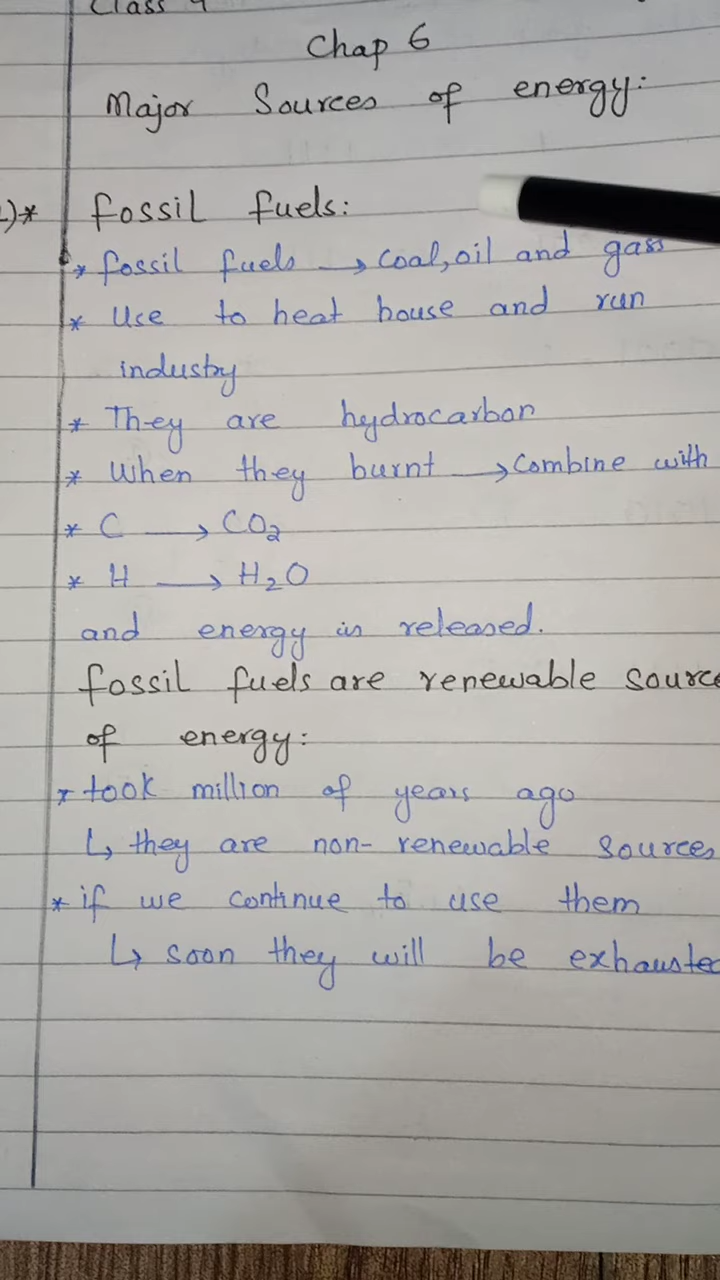 Class 9
Chap 6
Major Sources of energy:
)* Fossil fuels:
* fossil fuels → coal, oil and gass
* Use to heat house and run
industry
* They are hydrocarbon
* When they burnt → combine with
* C → CO2
* H → H2O
and energy is released.
Fossil fuels are renewable source
of energy:
* took million of years ago
↳ they are non-renewable sources
* if we continue to use them
↳ soon they will be exhausted